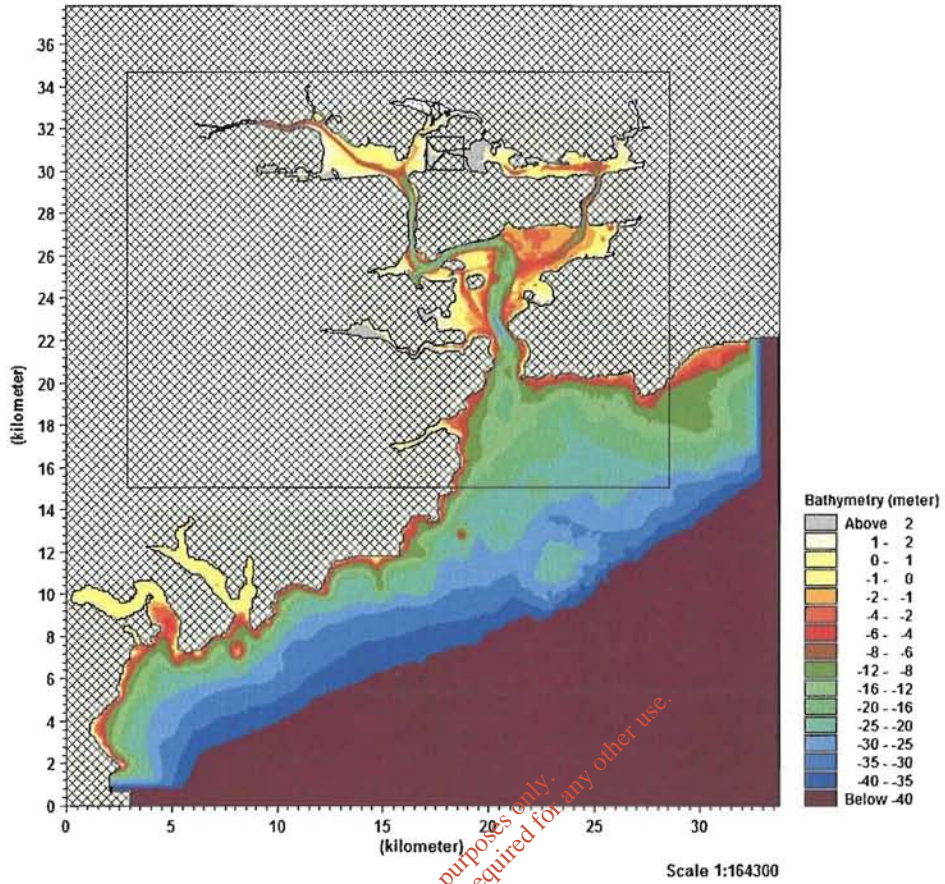 36
34
32
30
28
26
24
22
20
18
16
14
12
10
8
6
4
2
0
(kilometer)
0 5 10 15 20 25 30
(kilometer)
Scale 1:164300
Bathymetry (meter)
Above 2
1 - 2
0 - 1
-1 - 0
-2 - -1
-4 - -2
-6 - -4
-8 - -6
-12 - -8
-16 - -12
-20 - -16
-25 - -20
-30 - -25
-35 - -30
-40 - -35
Below -40
purposes only.
required for any other use.